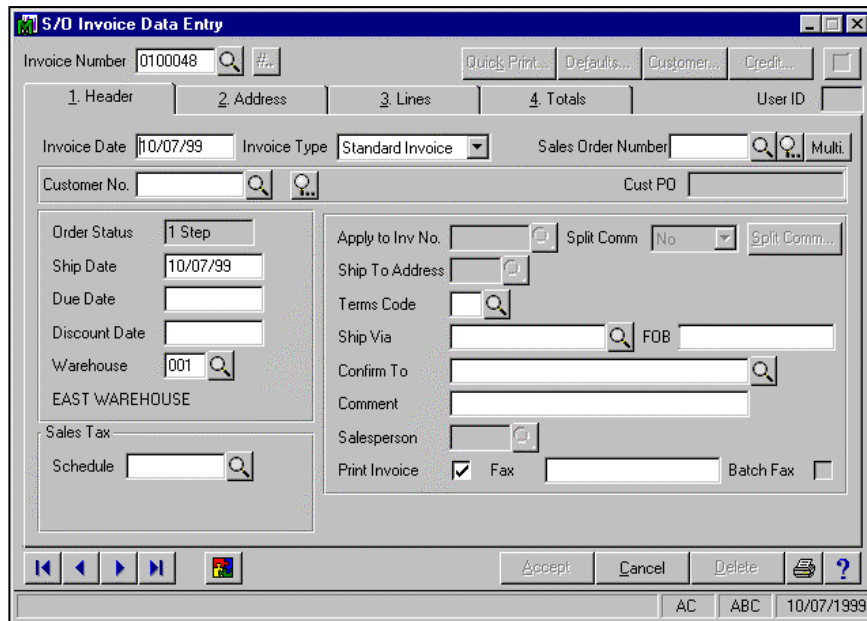 S/O Invoice Data Entry
Invoice Number 0100048 #.. Quick Print... Defaults... Customer... Credit...
1. Header 2. Address 3. Lines 4. Totals User ID
Invoice Date 10/07/99 Invoice Type Standard Invoice Sales Order Number Multi.
Customer No. Cust PO
Order Status 1 Step
Apply to Inv No. Split Comm No Split Comm...
Ship Date 10/07/99
Ship To Address
Due Date
Terms Code
Discount Date
Ship Via FOB
Warehouse 001
Confirm To
EAST WAREHOUSE
Comment
Sales Tax
Salesperson
Schedule
Print Invoice Fax Batch Fax
Accept Cancel Delete ?
AC ABC 10/07/1999